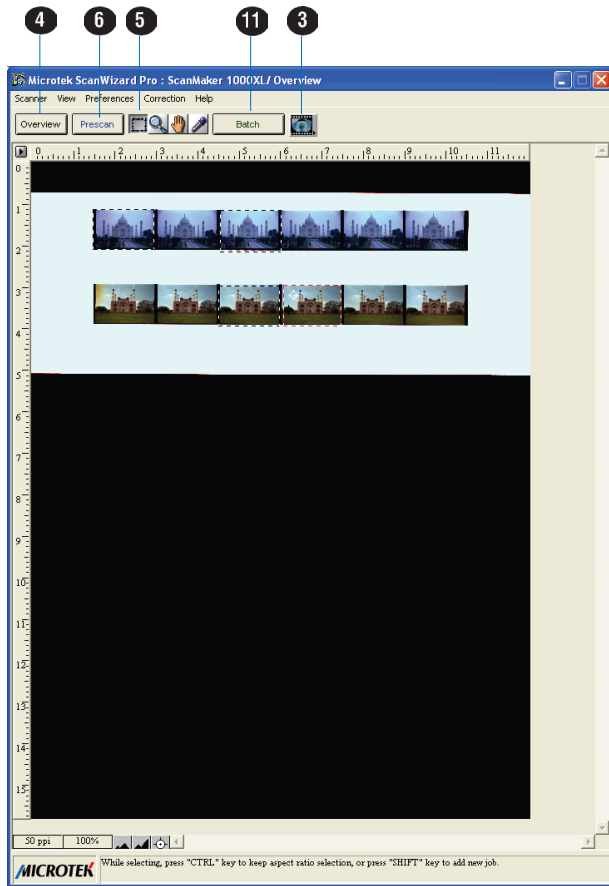 4 6 5 11 3
Microtek ScanWizard Pro : ScanMaker 1000XL/ Overview
Scanner View Preferences Correction Help
Overview Prescan Batch
0 1 2 3 4 5 6 7 8 9 10 11
0
1
2
3
4
5
6
7
8
9
10
11
12
13
14
15
50 ppi 100%
MICROTEK While selecting, press "CTRL" key to keep aspect ratio selection, or press "SHIFT" key to add new job.